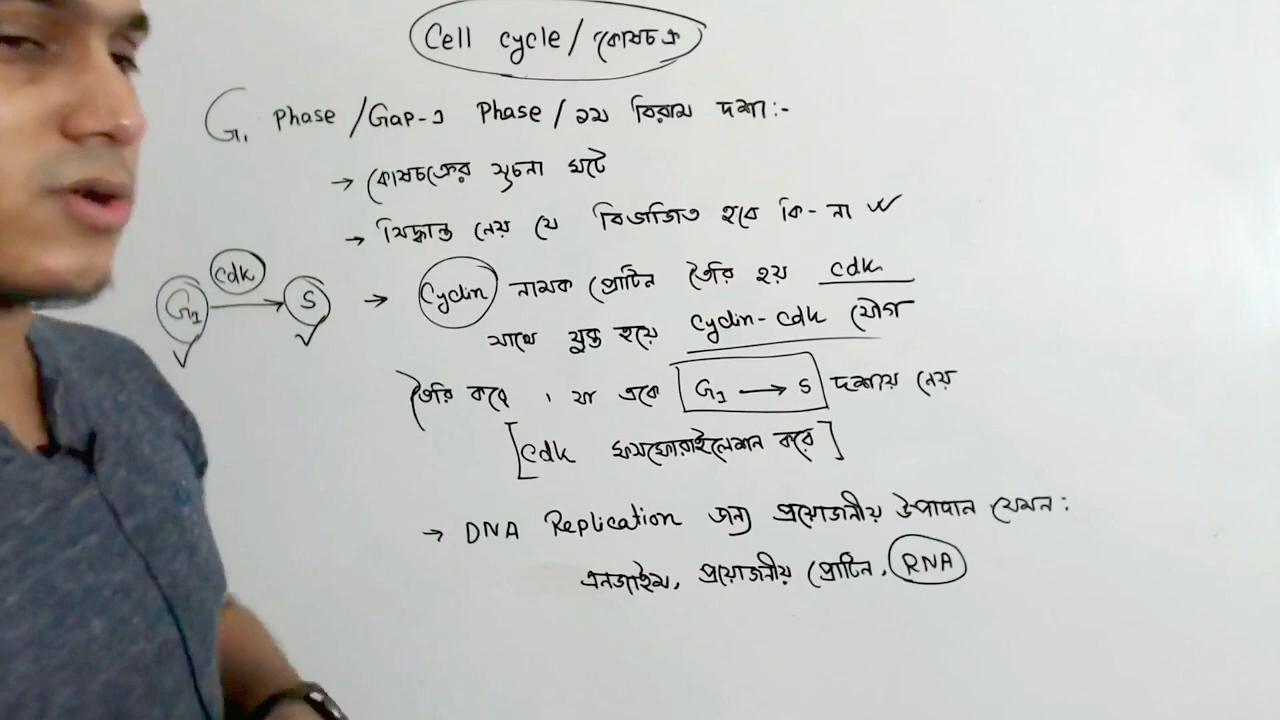 Cell cycle / কোষচক্র
G₁ Phase / Gap-1 Phase / ১ম বিরাম দশা:-
→ কোষচক্রের সূচনা ঘটে
→ সিদ্ধান্ত নেয় যে বিভাজিত হবে কি-না
G₁ cdk → S
→ Cyclin নামক প্রোটিন তৈরি হয় cdk
সাথে যুক্ত হয়ে cyclin-cdk যৌগ
তৈরি করে, যা একে G₁ → S দশায় নেয়
[cdk ফসফোরাইলেশন করে]
→ DNA Replication জন্য প্রয়োজনীয় উপাদান যেমন:
এনজাইম, প্রয়োজনীয় প্রোটিন, RNA